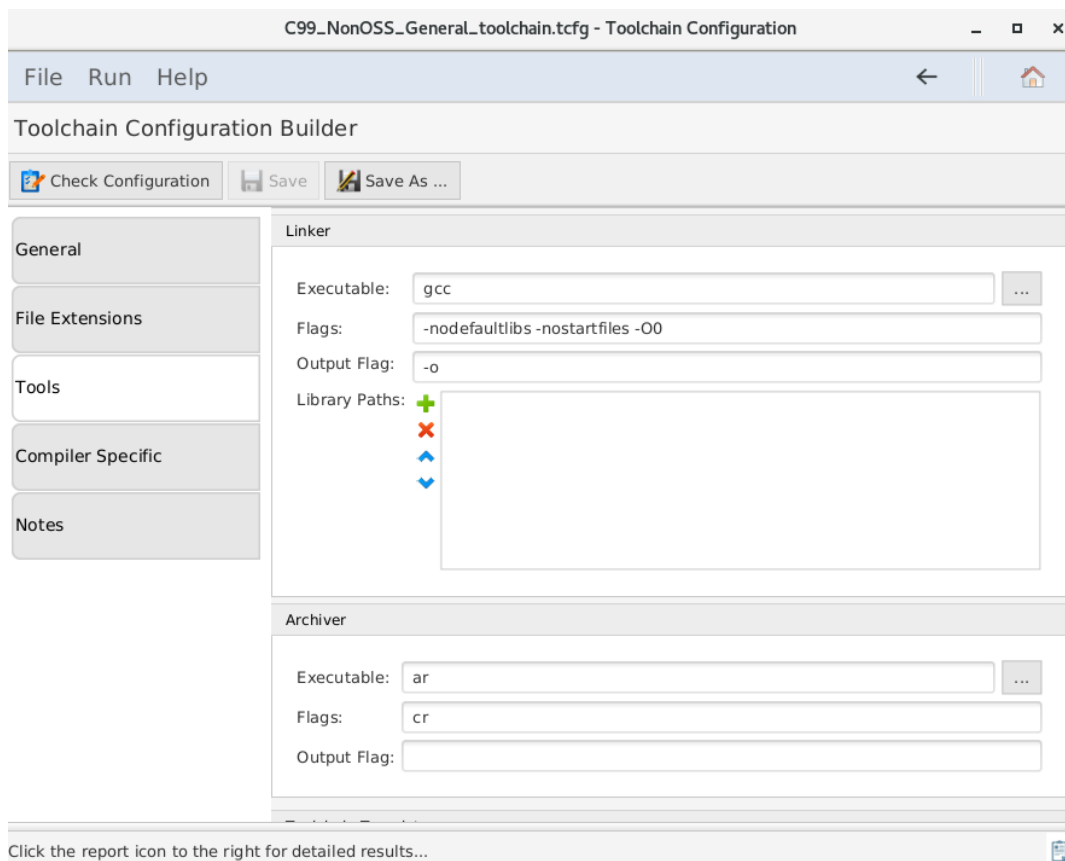 C99_NonOSS_General_toolchain.tcfg - Toolchain Configuration
File Run Help
Toolchain Configuration Builder
Check Configuration Save Save As ...
General
File Extensions
Tools
Compiler Specific
Notes
Linker
Executable: gcc ...
Flags: -nodefaultlibs -nostartfiles -O0
Output Flag: -o
Library Paths:
Archiver
Executable: ar ...
Flags: cr
Output Flag:
Click the report icon to the right for detailed results...